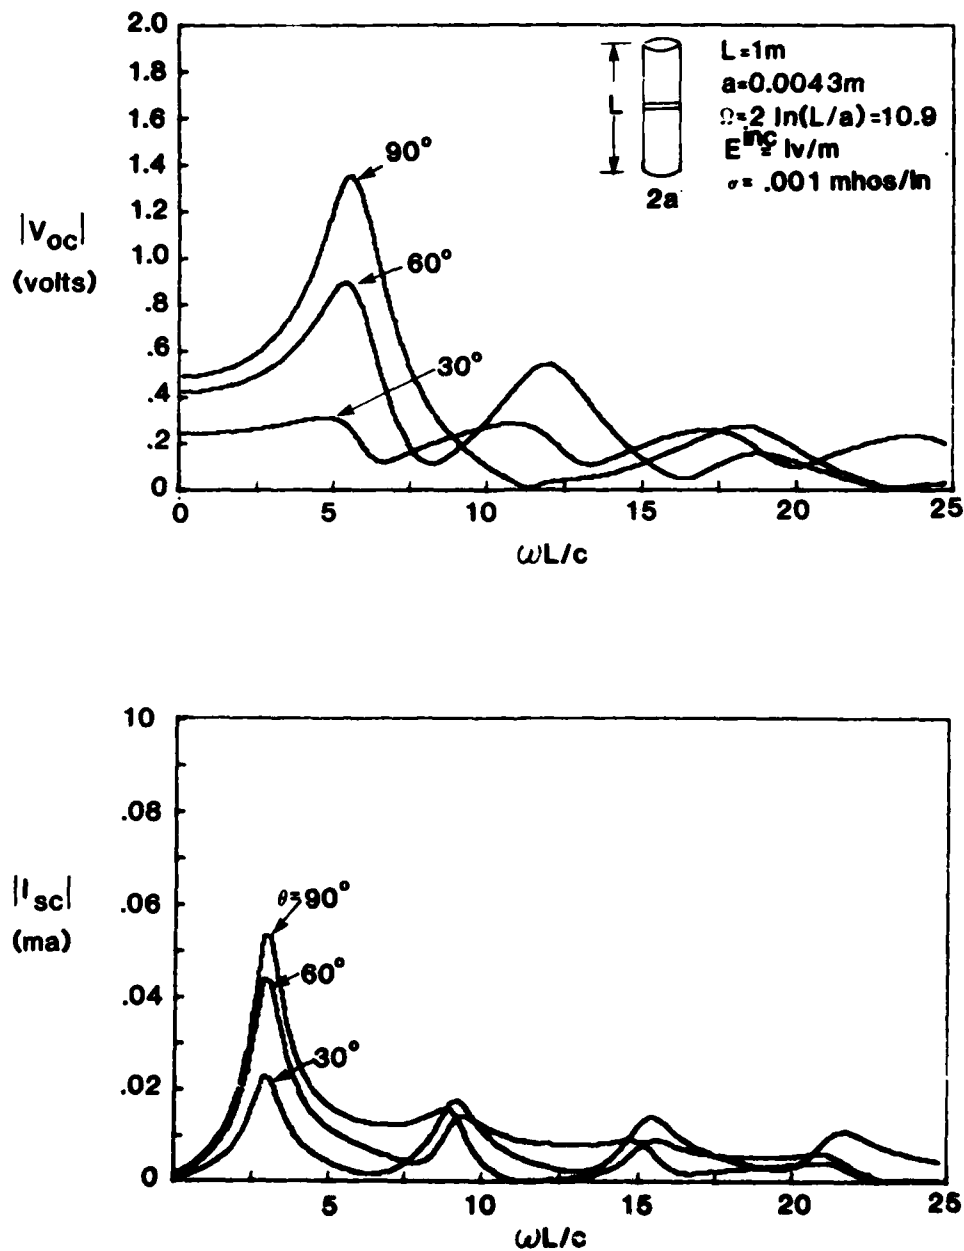 2.0
1.8
1.6
1.4
1.2
1.0
.8
.6
.4
.2
0
|Voc|
(volts)
90°
60°
30°
L
2a
L=1m
a=0.0043m
Ω=2 ln(L/a)=10.9
E^inc = 1v/m
σ= .001 mhos/m
0 5 10 15 20 25
ωL/c
10
.08
.06
.04
.02
0
|Isc|
(ma)
θ=90°
60°
30°
5 10 15 20 25
ωL/c